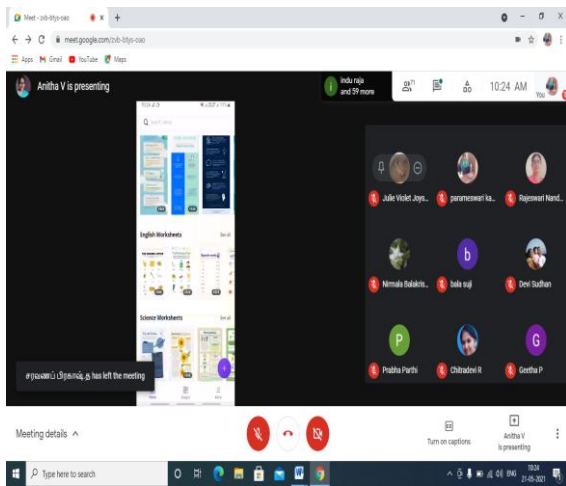 Meet - zvb-btys-oao
meet.google.com/zvb-btys-oao
Apps Gmail YouTube Maps
Anitha V is presenting
indu raja
and 59 more
71
10:24 AM
You
English Worksheets
See all
Science Worksheets
See all
Julie Violet Joys...
parameswari ka...
Rajeswari Nand...
Nirmala Balakris...
b
bala suji
Devi Sudhan
P
Prabha Parthi
Chitradevi R
G
Geetha P
சரவணப் பிரகாஷ்.த has left the meeting
Meeting details
Turn on captions
Anitha V
is presenting
Type here to search
ENG
10:24
21-05-2021